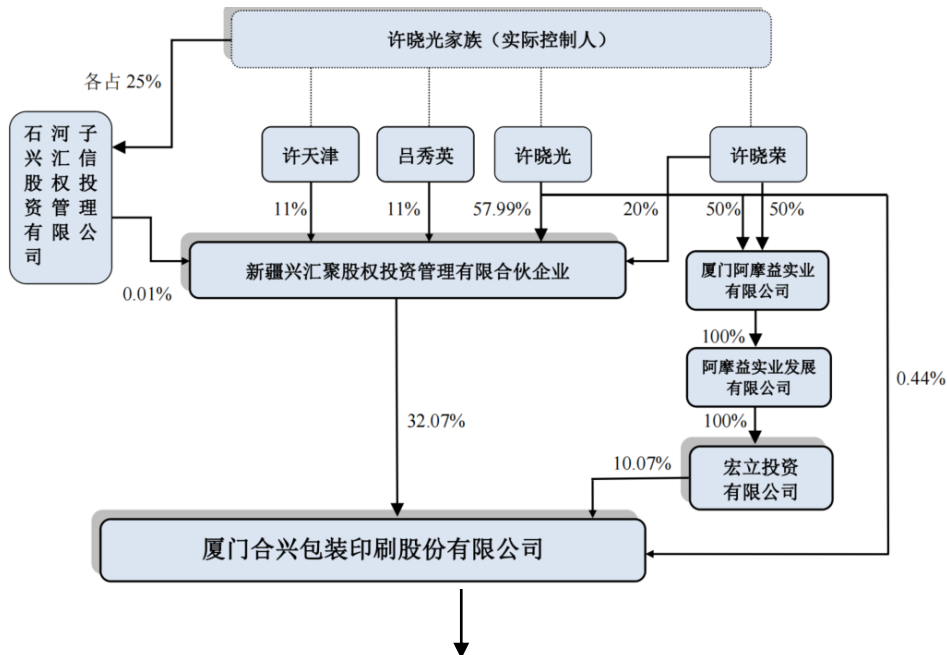 许晓光家族（实际控制人）
各占 25%
石河子
兴汇信
股权投
资管理
有限公
司
许天津
吕秀英
许晓光
许晓荣
11%
11%
57.99%
20%
50%
50%
新疆兴汇聚股权投资管理有限合伙企业
厦门阿摩益实业
有限公司
0.01%
100%
阿摩益实业发展
有限公司
0.44%
32.07%
100%
10.07%
宏立投资
有限公司
厦门合兴包装印刷股份有限公司